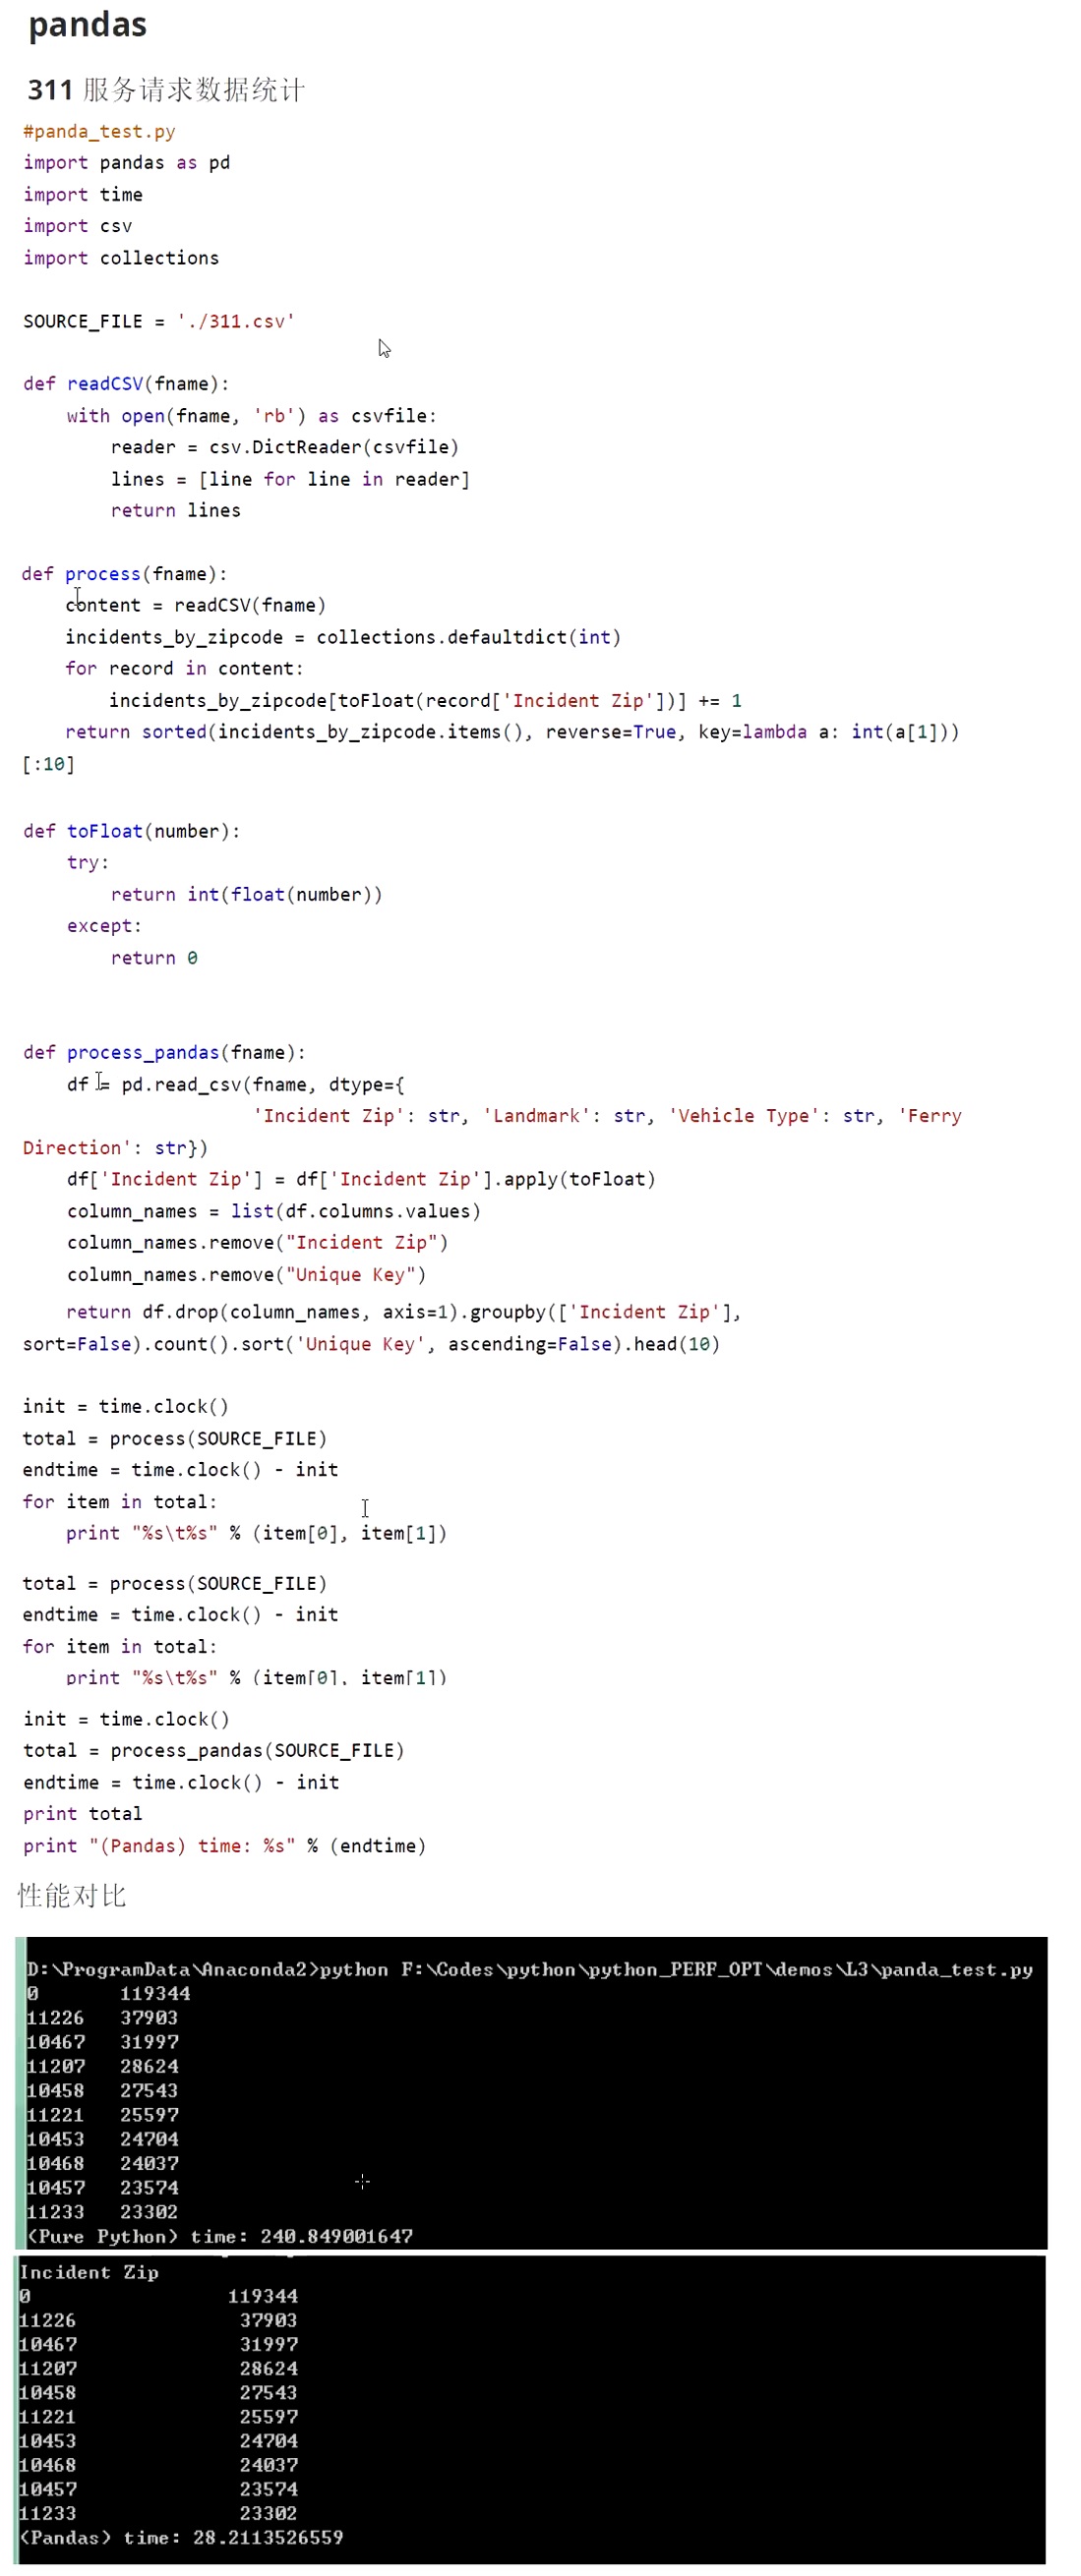 pandas
311 服务请求数据统计
#panda_test.py
import pandas as pd
import time
import csv
import collections
SOURCE_FILE = './311.csv'
def readCSV(fname):
    with open(fname, 'rb') as csvfile:
        reader = csv.DictReader(csvfile)
        lines = [line for line in reader]
        return lines
def process(fname):
    content = readCSV(fname)
    incidents_by_zipcode = collections.defaultdict(int)
    for record in content:
        incidents_by_zipcode[toFloat(record['Incident Zip'])] += 1
    return sorted(incidents_by_zipcode.items(), reverse=True, key=lambda a: int(a[1]))
[:10]
def toFloat(number):
    try:
        return int(float(number))
    except:
        return 0
def process_pandas(fname):
    df = pd.read_csv(fname, dtype={
                     'Incident Zip': str, 'Landmark': str, 'Vehicle Type': str, 'Ferry
Direction': str})
    df['Incident Zip'] = df['Incident Zip'].apply(toFloat)
    column_names = list(df.columns.values)
    column_names.remove("Incident Zip")
    column_names.remove("Unique Key")
    return df.drop(column_names, axis=1).groupby(['Incident Zip'],
sort=False).count().sort('Unique Key', ascending=False).head(10)
init = time.clock()
total = process(SOURCE_FILE)
endtime = time.clock() - init
for item in total:
    print "%s\t%s" % (item[0], item[1])
total = process(SOURCE_FILE)
endtime = time.clock() - init
for item in total:
    print "%s\t%s" % (item[0], item[1])
init = time.clock()
total = process_pandas(SOURCE_FILE)
endtime = time.clock() - init
print total
print "(Pandas) time: %s" % (endtime)
性能对比
D:\ProgramData\Anaconda2>python F:\Codes\python\python_PERF_OPT\demos\L3\panda_test.py
0 119344
11226 37903
10467 31997
11207 28624
10458 27543
11221 25597
10453 24704
10468 24037
10457 23574
11233 23302
(Pure Python) time: 240.849001647
Incident Zip
0 119344
11226 37903
10467 31997
11207 28624
10458 27543
11221 25597
10453 24704
10468 24037
10457 23574
11233 23302
(Pandas) time: 28.2113526559